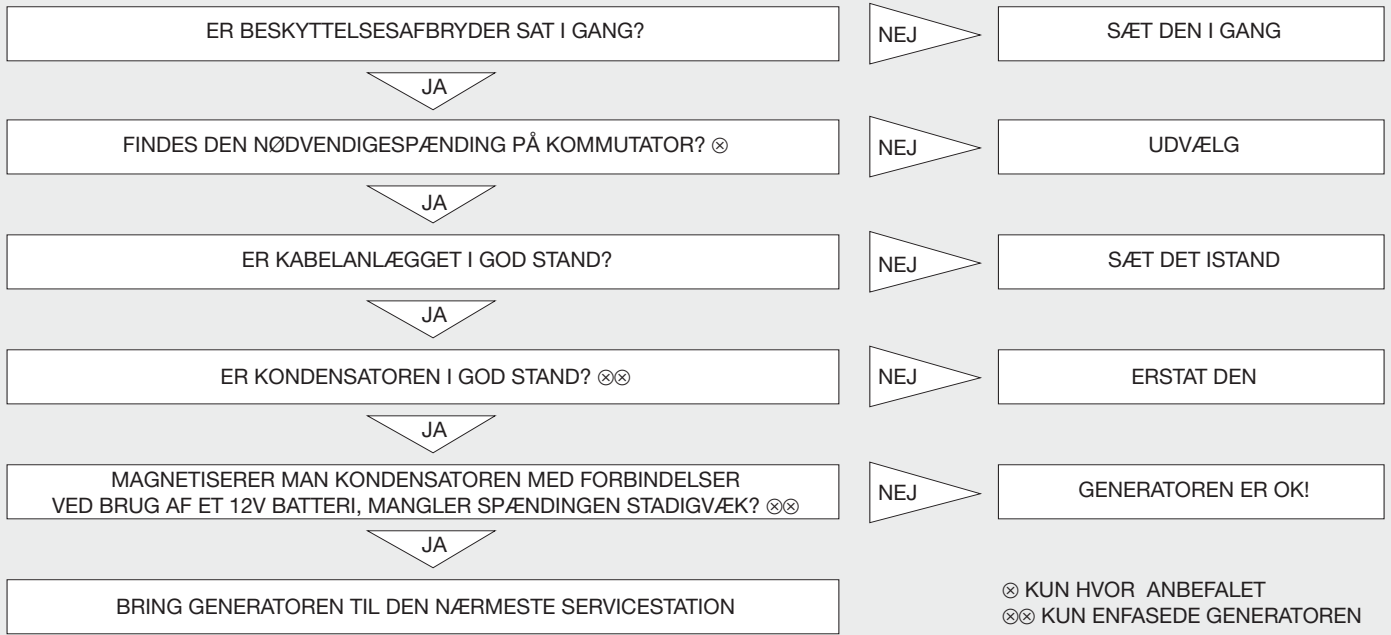 ER BESKYTTELSESAFBRYDER SAT I GANG?
NEJ
SÆT DEN I GANG
JA
FINDES DEN NØDVENDIGESPÆNDING PÅ KOMMUTATOR? ⊗
NEJ
UDVÆLG
JA
ER KABELANLÆGGET I GOD STAND?
NEJ
SÆT DET ISTAND
JA
ER KONDENSATOREN I GOD STAND? ⊗⊗
NEJ
ERSTAT DEN
JA
MAGNETISERER MAN KONDENSATOREN MED FORBINDELSER
VED BRUG AF ET 12V BATTERI, MANGLER SPÆNDINGEN STADIGVÆK? ⊗⊗
NEJ
GENERATOREN ER OK!
JA
BRING GENERATOREN TIL DEN NÆRMESTE SERVICESTATION
⊗ KUN HVOR ANBEFALET
⊗⊗ KUN ENFASEDE GENERATOREN